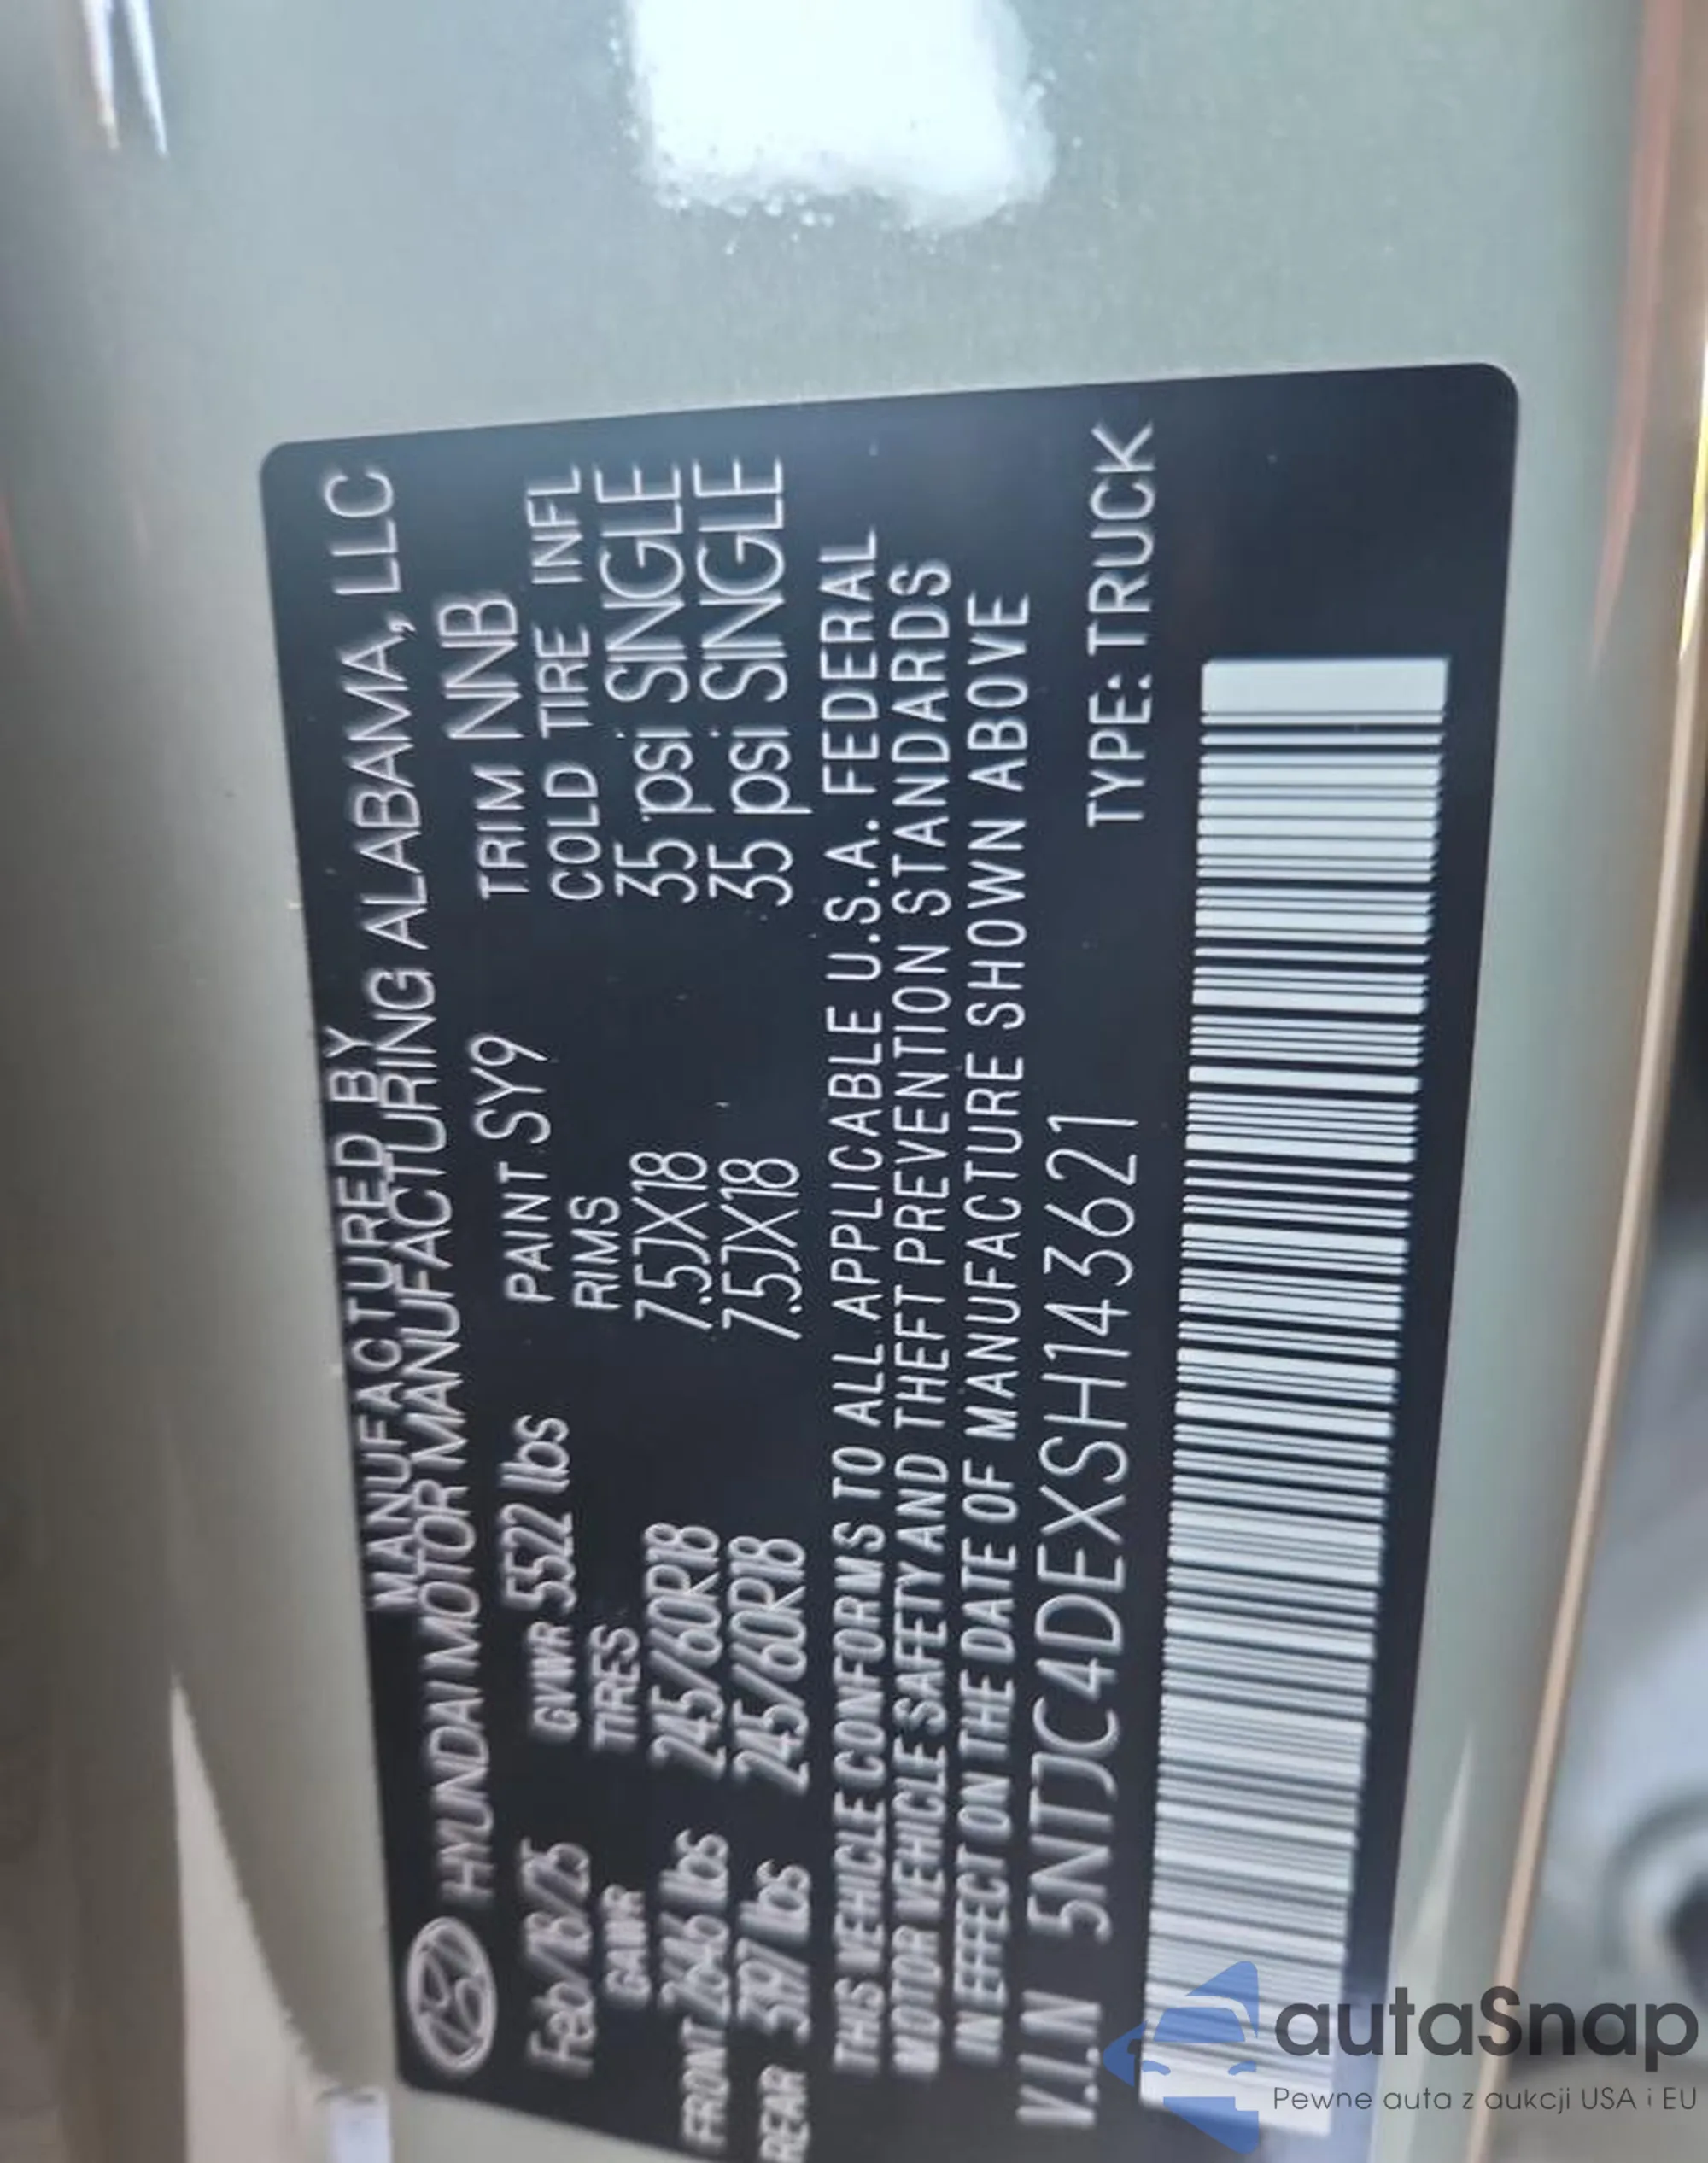 MANUFACTURED BY
HYUNDAI MOTOR MANUFACTURING ALABAMA, LLC
Feb/18/25 GVWR 5522 lbs PAINT SY9 TRIM NNB
GAWR TIRES RIMS COLD TIRE INFL
FRONT 2646 lbs 245/60R18 7.5JX18 35 psi SINGLE
REAR 3197 lbs 245/60R18 7.5JX18 35 psi SINGLE
THIS VEHICLE CONFORMS TO ALL APPLICABLE U.S.A. FEDERAL
MOTOR VEHICLE SAFETY AND THEFT PREVENTION STANDARDS
IN EFFECT ON THE DATE OF MANUFACTURE SHOWN ABOVE
V.I.N 5NTJC4DEXSH143621 TYPE: TRUCK
autaSnap
Pewne auta z aukcji USA i EU